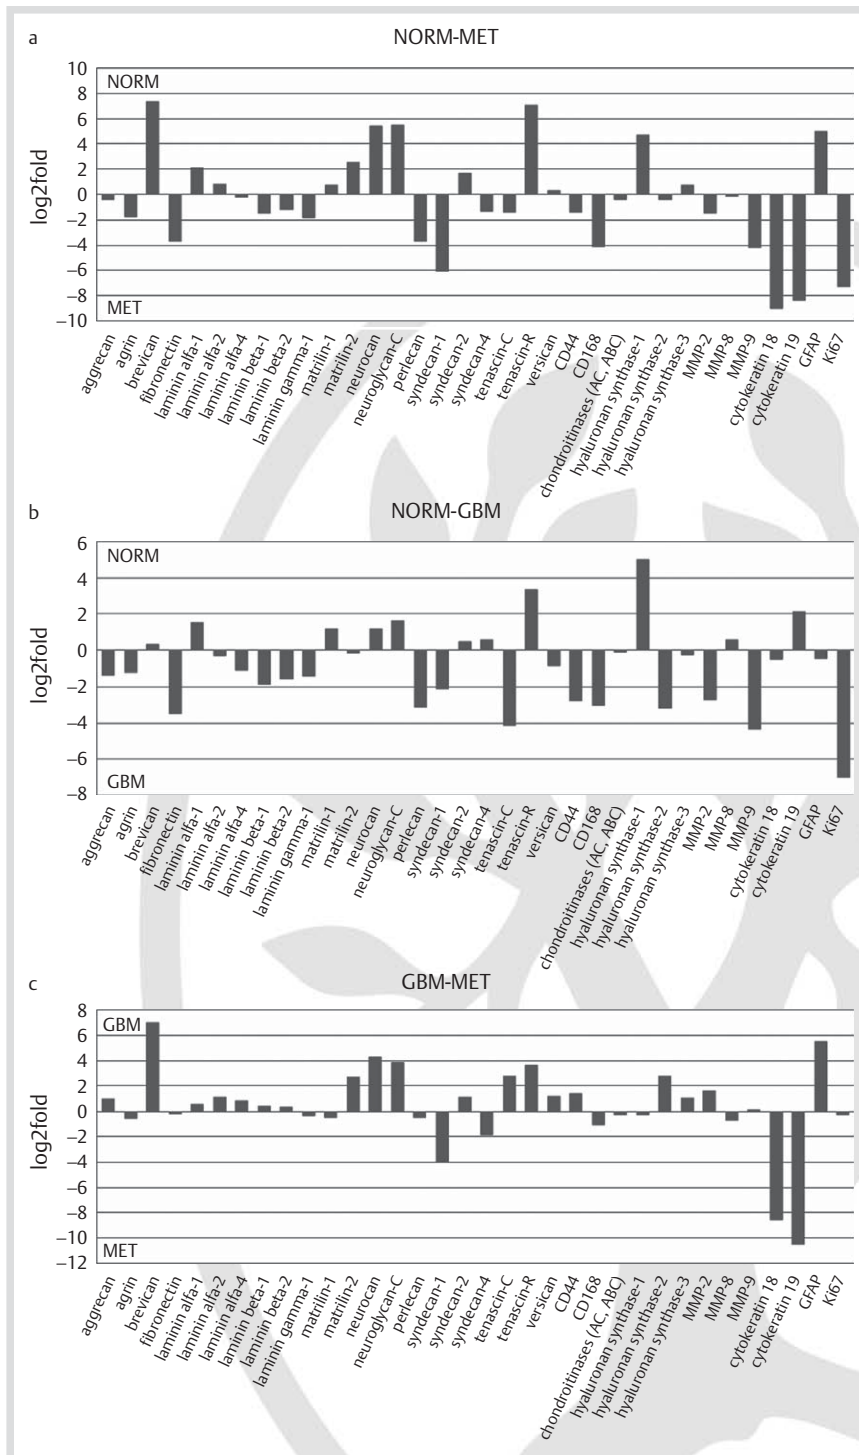 a
NORM-MET
10
NORM
8
6
4
2
0
−2
−4
−6
−8
MET
−10
log2fold
aggrecan
agrin
brevican
fibronectin
laminin alfa-1
laminin alfa-2
laminin alfa-4
laminin beta-1
laminin beta-2
laminin gamma-1
matrilin-1
matrilin-2
neurocan
neuroglycan-C
perlecan
syndecan-1
syndecan-2
syndecan-4
tenascin-C
tenascin-R
versican
CD44
CD168
chondroitinases (AC, ABC)
hyaluronan synthase-1
hyaluronan synthase-2
hyaluronan synthase-3
MMP-2
MMP-8
MMP-9
cytokeratin 18
cytokeratin 19
GFAP
Ki67
b
NORM-GBM
6
NORM
4
2
0
−2
−4
−6
GBM
−8
log2fold
aggrecan
agrin
brevican
fibronectin
laminin alfa-1
laminin alfa-2
laminin alfa-4
laminin beta-1
laminin beta-2
laminin gamma-1
matrilin-1
matrilin-2
neurocan
neuroglycan-C
perlecan
syndecan-1
syndecan-2
syndecan-4
tenascin-C
tenascin-R
versican
CD44
CD168
chondroitinases (AC, ABC)
hyaluronan synthase-1
hyaluronan synthase-2
hyaluronan synthase-3
MMP-2
MMP-8
MMP-9
cytokeratin 18
cytokeratin 19
GFAP
Ki67
c
GBM-MET
8
GBM
6
4
2
0
−2
−4
−6
−8
−10
MET
−12
log2fold
aggrecan
agrin
brevican
fibronectin
laminin alfa-1
laminin alfa-2
laminin alfa-4
laminin beta-1
laminin beta-2
laminin gamma-1
matrilin-1
matrilin-2
neurocan
neuroglycan-C
perlecan
syndecan-1
syndecan-2
syndecan-4
tenascin-C
tenascin-R
versican
CD44
CD168
chondroitinases (AC, ABC)
hyaluronan synthase-1
hyaluronan synthase-2
hyaluronan synthase-3
MMP-2
MMP-8
MMP-9
cytokeratin 18
cytokeratin 19
GFAP
Ki67